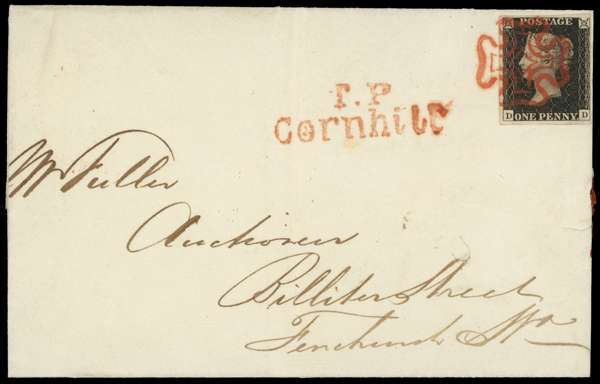 POSTAGE
D ONE PENNY D
T.P
Cornhill
Mr Fuller
Auctioneer
Billiter Street
Fenchurch St